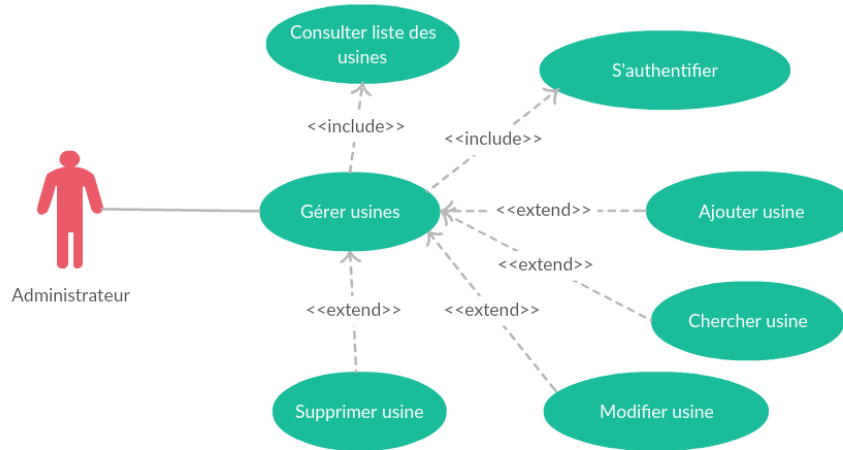 Consulter liste des
usines
S'authentifier
<<include>>
<<include>>
Gérer usines
<<extend>>
Ajouter usine
<<extend>>
Administrateur
<<extend>>
<<extend>>
Chercher usine
Supprimer usine
Modifier usine